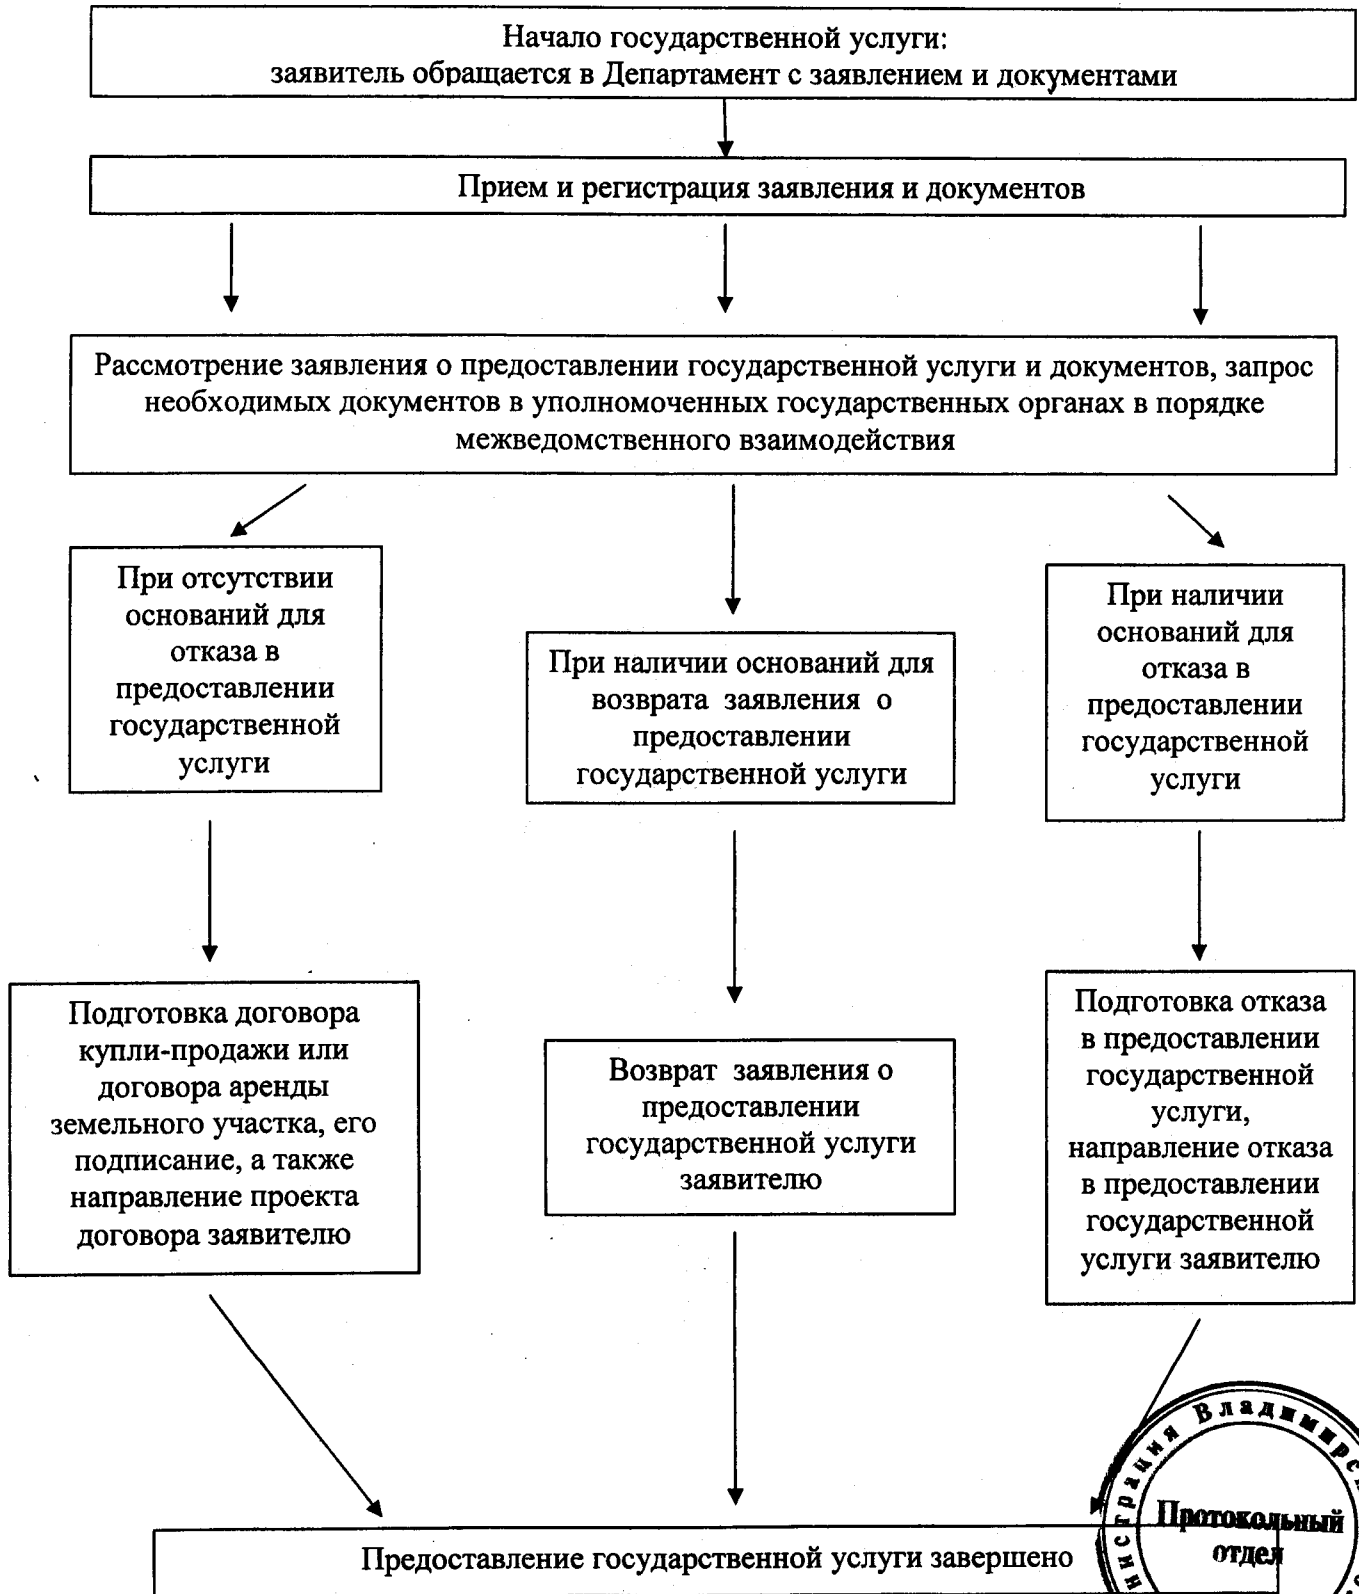 Начало государственной услуги:
заявитель обращается в Департамент с заявлением и документами
Прием и регистрация заявления и документов
Рассмотрение заявления о предоставлении государственной услуги и документов, запрос
необходимых документов в уполномоченных государственных органах в порядке
межведомственного взаимодействия
При отсутствии
оснований для
отказа в
предоставлении
государственной
услуги
При наличии оснований для
возврата заявления о
предоставлении
государственной услуги
При наличии
оснований для
отказа в
предоставлении
государственной
услуги
Подготовка договора
купли-продажи или
договора аренды
земельного участка, его
подписание, а также
направление проекта
договора заявителю
Возврат заявления о
предоставлении
государственной услуги
заявителю
Подготовка отказа
в предоставлении
государственной
услуги,
направление отказа
в предоставлении
государственной
услуги заявителю
Предоставление государственной услуги завершено
нистрация Владимирс
Протокольный
отдел